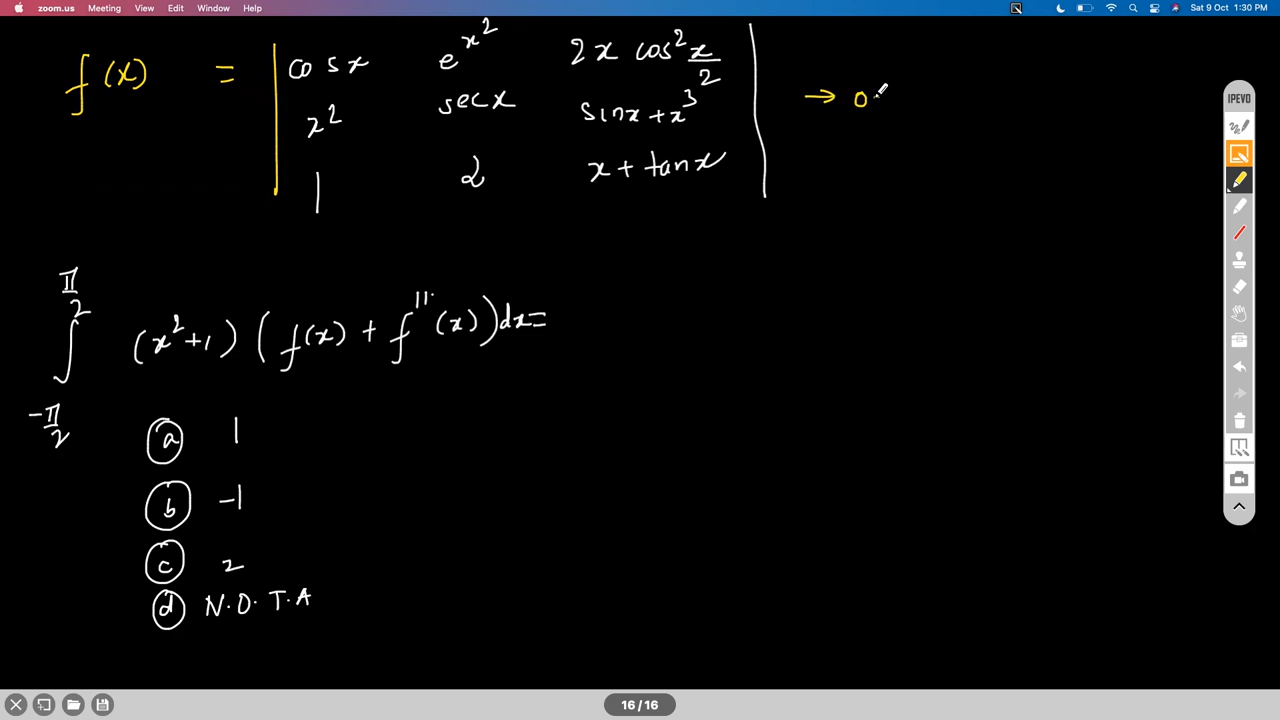 zoom.us Meeting View Edit Window Help Sat 9 Oct 1:30 PM
f(x) = | cos x e^{x^2} 2x cos^2 x/2 | → 0
x^2 sec x sin x + x^3
1 2 x + tan x
IPEVO
∫_{-π/2}^{π/2} (x^2+1) (f(x) + f''(x)) dx =
a 1
b -1
c 2
d N.O.T.A
16 / 16